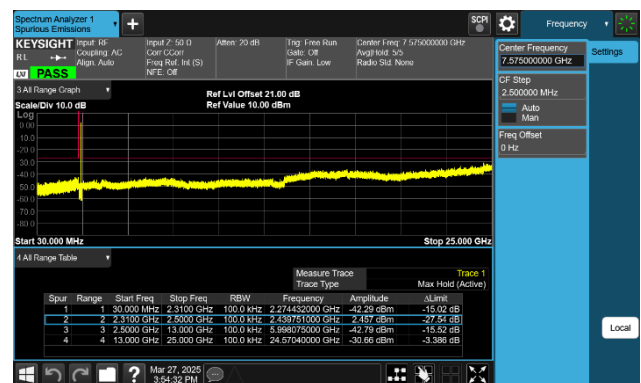 Spectrum Analyzer 1
Spurious Emissions
SCPI
Frequency
KEYSIGHT
RL
LXI
PASS
Input: RF
Coupling: AC
Align: Auto
Input Z: 50 Ω
Corr CCorr
Freq Ref: Int (S)
NFE: Off
Atten: 20 dB
Trig: Free Run
Gate: Off
IF Gain: Low
Center Freq: 7.575000000 GHz
Avg|Hold: 5/5
Radio Std: None
Center Frequency
7.575000000 GHz
Settings
CF Step
2.500000 MHz
Auto
Man
Freq Offset
0 Hz
Local
3 All Range Graph
Scale/Div 10.0 dB
Ref Lvl Offset 21.00 dB
Ref Value 10.00 dBm
Log
0.00
-10.0
-20.0
-30.0
-40.0
-50.0
-60.0
-70.0
-80.0
Start 30.000 MHz
Stop 25.000 GHz
4 All Range Table
Measure Trace Trace 1
Trace Type Max Hold (Active)
Spur Range Start Freq Stop Freq RBW Frequency Amplitude ΔLimit
1 1 30.000 MHz 2.3100 GHz 100.0 kHz 2.274432000 GHz -42.29 dBm -15.02 dB
2 2 2.3100 GHz 2.5000 GHz 100.0 kHz 2.439751000 GHz 2.457 dBm -27.54 dB
3 3 2.5000 GHz 13.000 GHz 100.0 kHz 5.998075000 GHz -42.79 dBm -15.52 dB
4 4 13.000 GHz 25.000 GHz 100.0 kHz 24.57040000 GHz -30.66 dBm -3.386 dB
?
Mar 27, 2025
3:54:32 PM